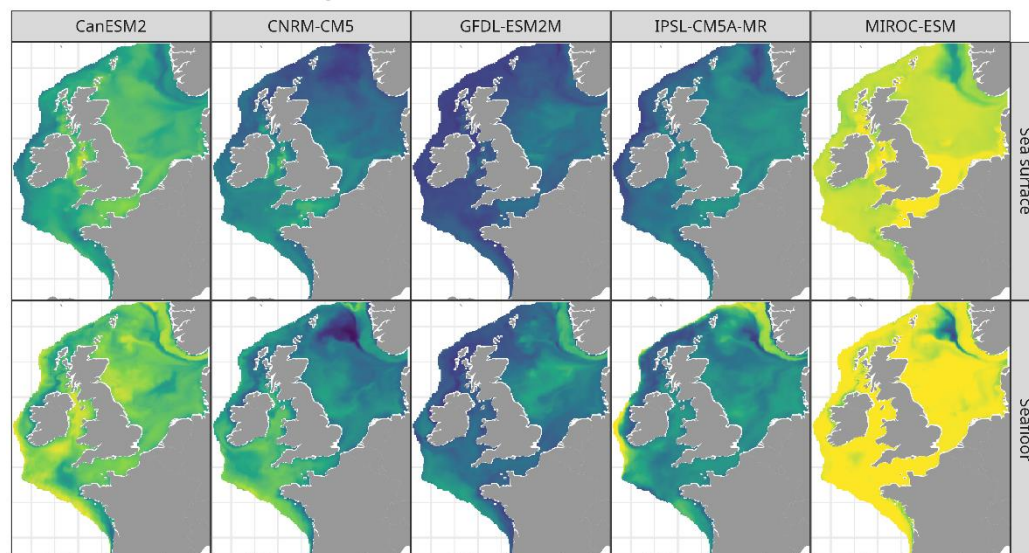 CanESM2
CNRM-CM5
GFDL-ESM2M
IPSL-CM5A-MR
MIROC-ESM
Sea surface
Seafloor